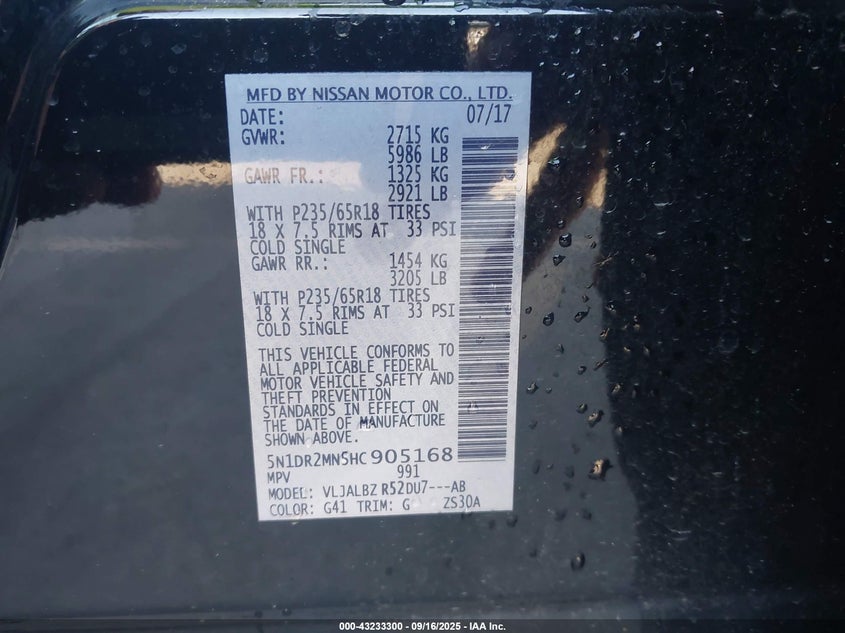 MFD BY NISSAN MOTOR CO., LTD.
DATE: 07/17
GVWR: 2715 KG
5986 LB
GAWR FR.: 1325 KG
2921 LB
WITH P235/65R18 TIRES
18 X 7.5 RIMS AT 33 PSI
COLD SINGLE
GAWR RR.: 1454 KG
3205 LB
WITH P235/65R18 TIRES
18 X 7.5 RIMS AT 33 PSI
COLD SINGLE
THIS VEHICLE CONFORMS TO
ALL APPLICABLE FEDERAL
MOTOR VEHICLE SAFETY AND
THEFT PREVENTION
STANDARDS IN EFFECT ON
THE DATE OF MANUFACTURE
SHOWN ABOVE.
5N1DR2MN5HC905168
MPV 991
MODEL: VLJALBZ R52DU7---AB
COLOR: G41 TRIM: G ZS30A
000-43233300 - 09/16/2025 - IAA Inc.